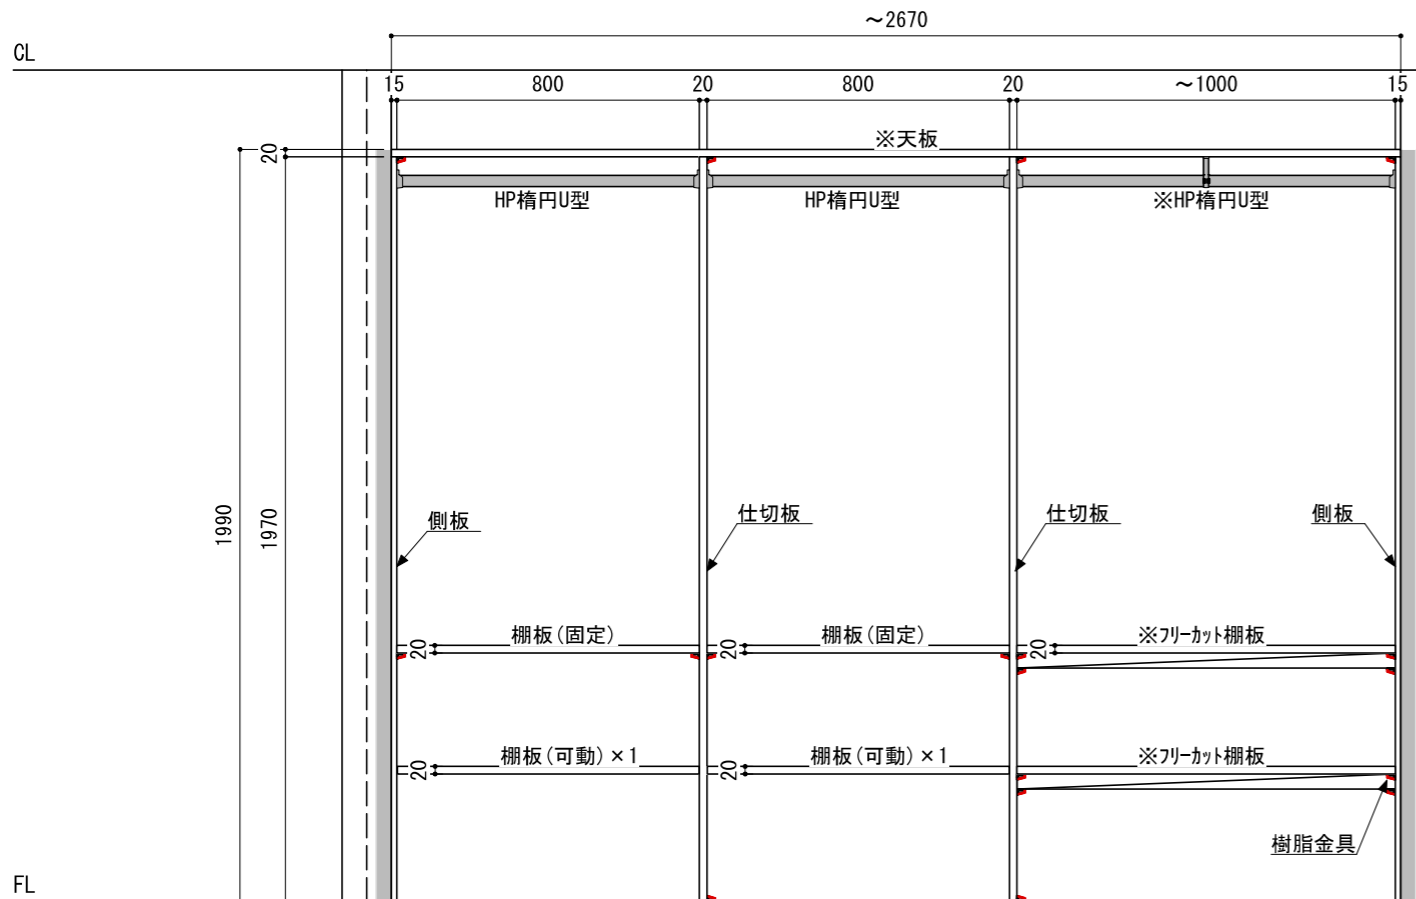 ～2670
CL
15
800
20
800
20
～1000
15
20
※天板
HP楕円U型
HP楕円U型
※HP楕円U型
1990
1970
側板
仕切板
仕切板
側板
20
棚板(固定)
20
棚板(固定)
20
※フリーカット棚板
20
棚板(可動)×1
20
棚板(可動)×1
※フリーカット棚板
樹脂金具
FL